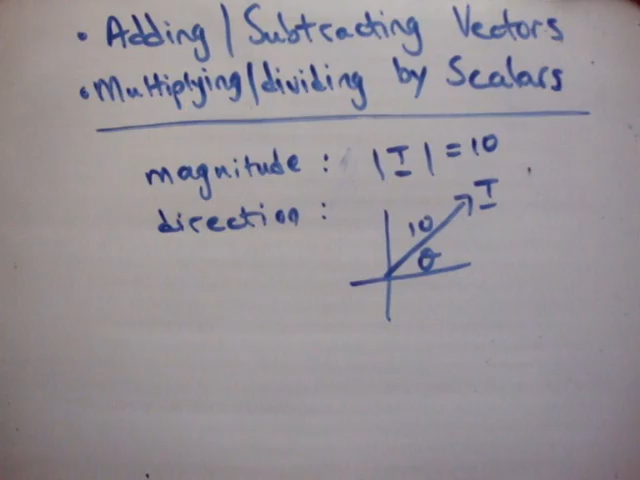 • Adding / Subtracting Vectors
• Multiplying/dividing by Scalars
magnitude : |I| = 10
direction :
I
10
θ